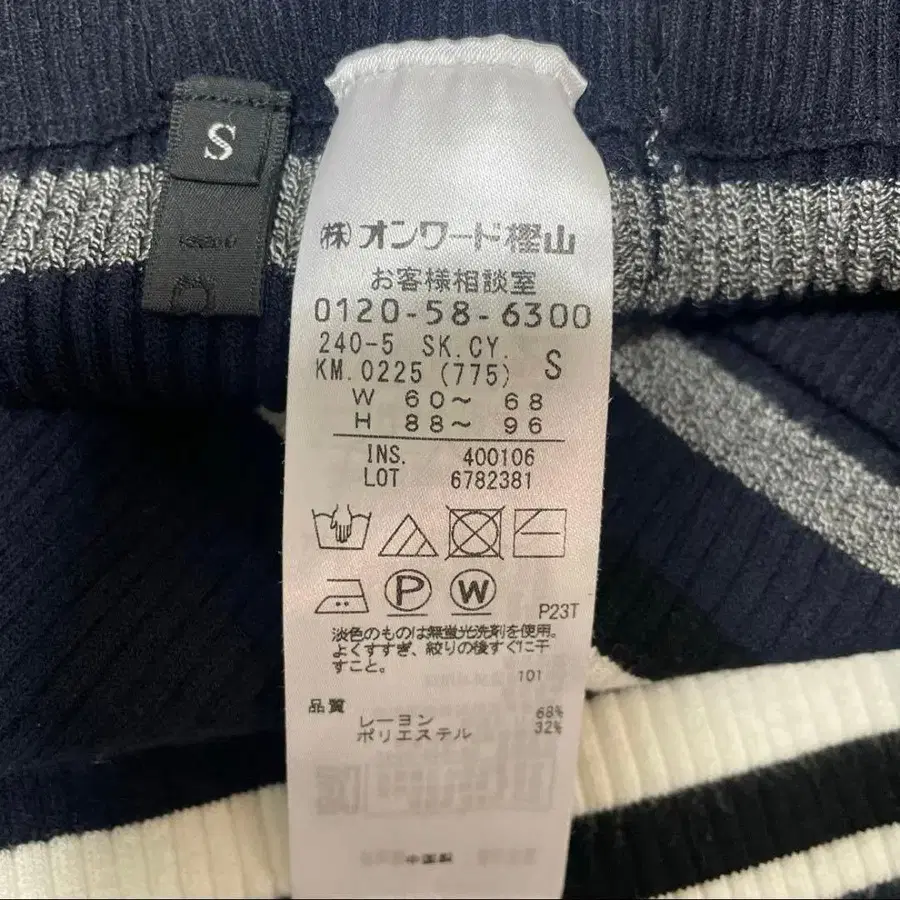 S
(株)オンワード樫山
お客様相談室
0120-58-6300
240-5 SK.CY. S
KM.0225 (775)
W 60～ 68
H 88～ 96
INS. 400106
LOT 6782381
P W
P23T
淡色のものは無蛍光洗剤を使用。
よくすすぎ、絞りの後すぐに干
すこと。
101
品質
レーヨン 68%
ポリエステル 32%